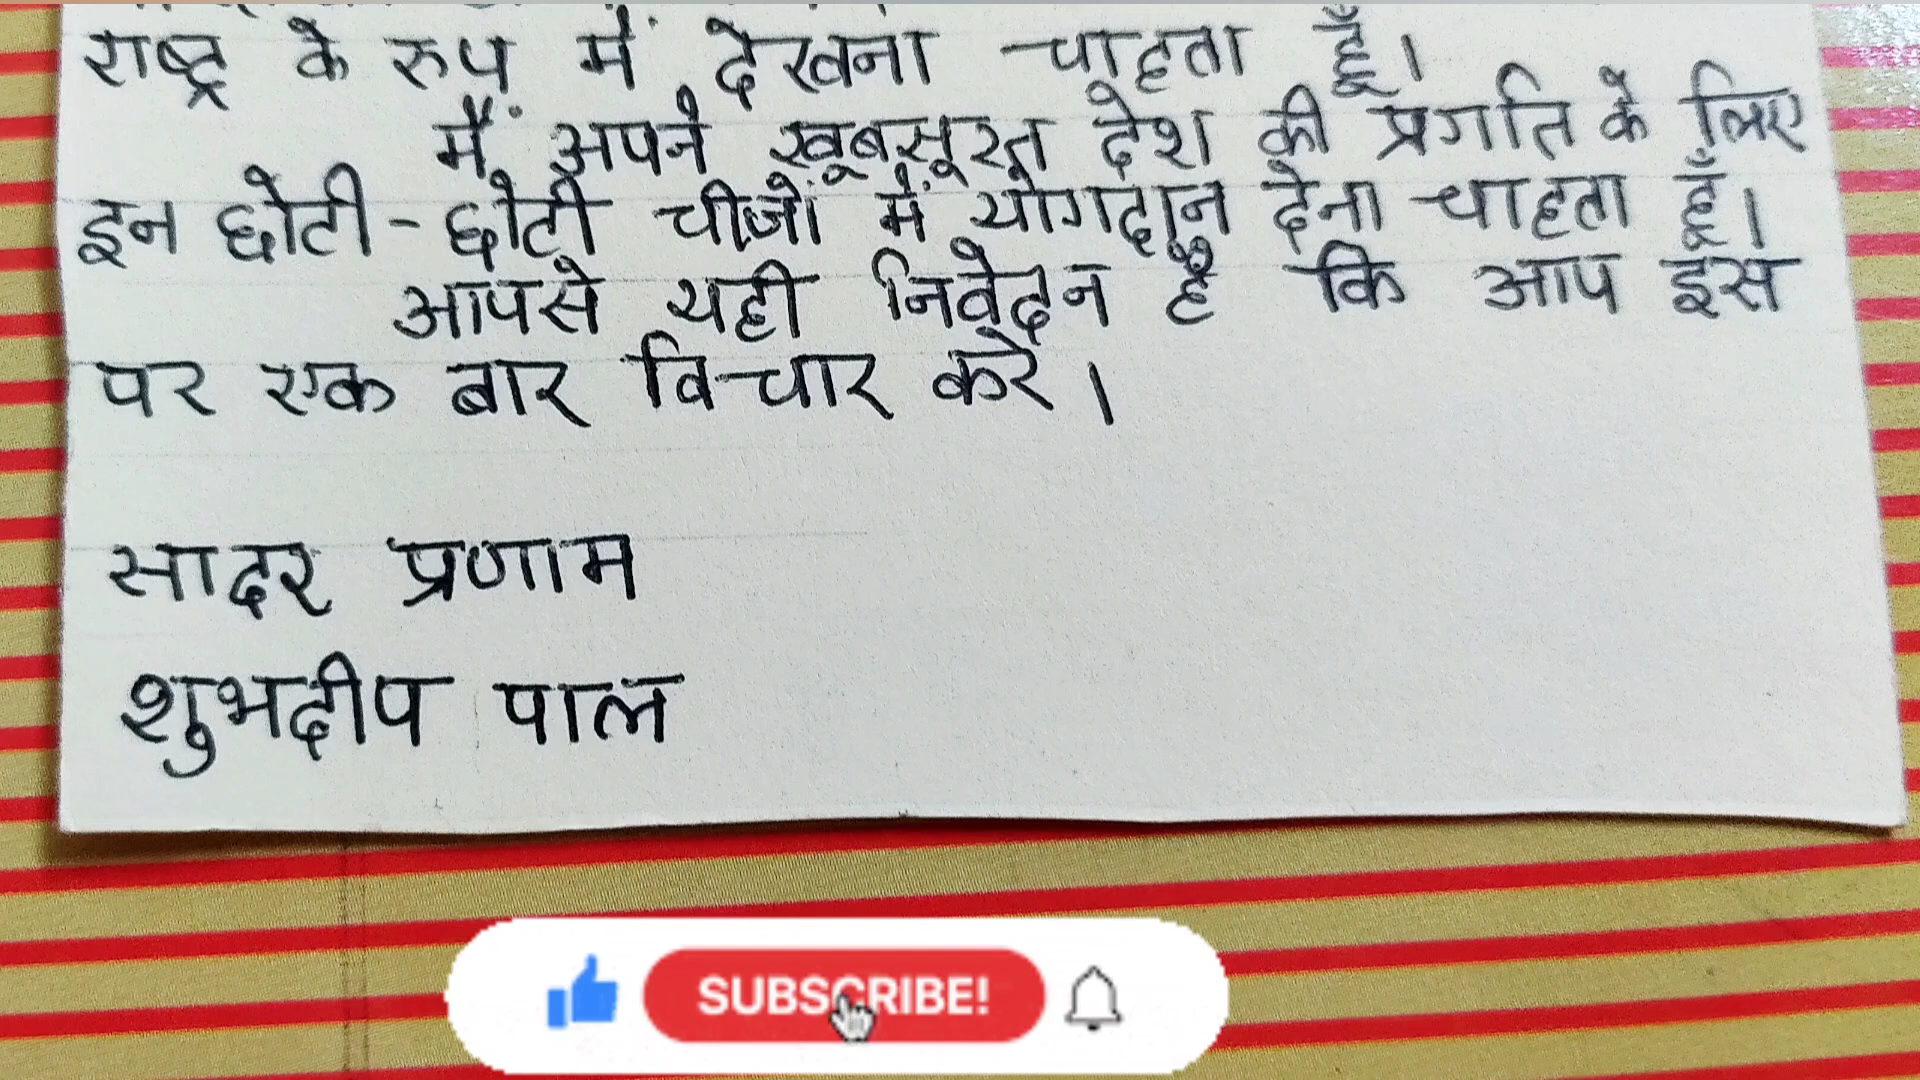 राष्ट्र के रुप में देखना चाहता हूँ।
मैं अपने खूबसूरत देश की प्रगति के लिए
इन छोटी-छोटी चीजों में योगदान देना चाहता हूँ।
आपसे यही निवेदन है कि आप इस
पर एक बार विचार करे।
सादर प्रणाम
शुभदीप पाल
SUBSCRIBE!